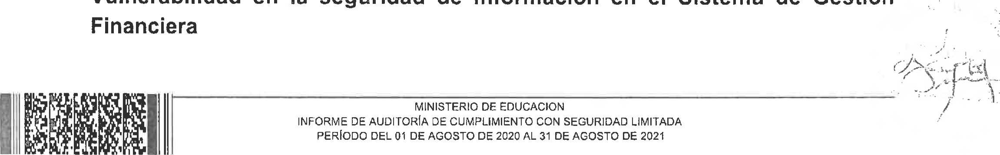 Vulnerabilidad en la seguridad de información en el Sistema de Gestión
Financiera
MINISTERIO DE EDUCACION
INFORME DE AUDITORÍA DE CUMPLIMIENTO CON SEGURIDAD LIMITADA
PERÍODO DEL 01 DE AGOSTO DE 2020 AL 31 DE AGOSTO DE 2021